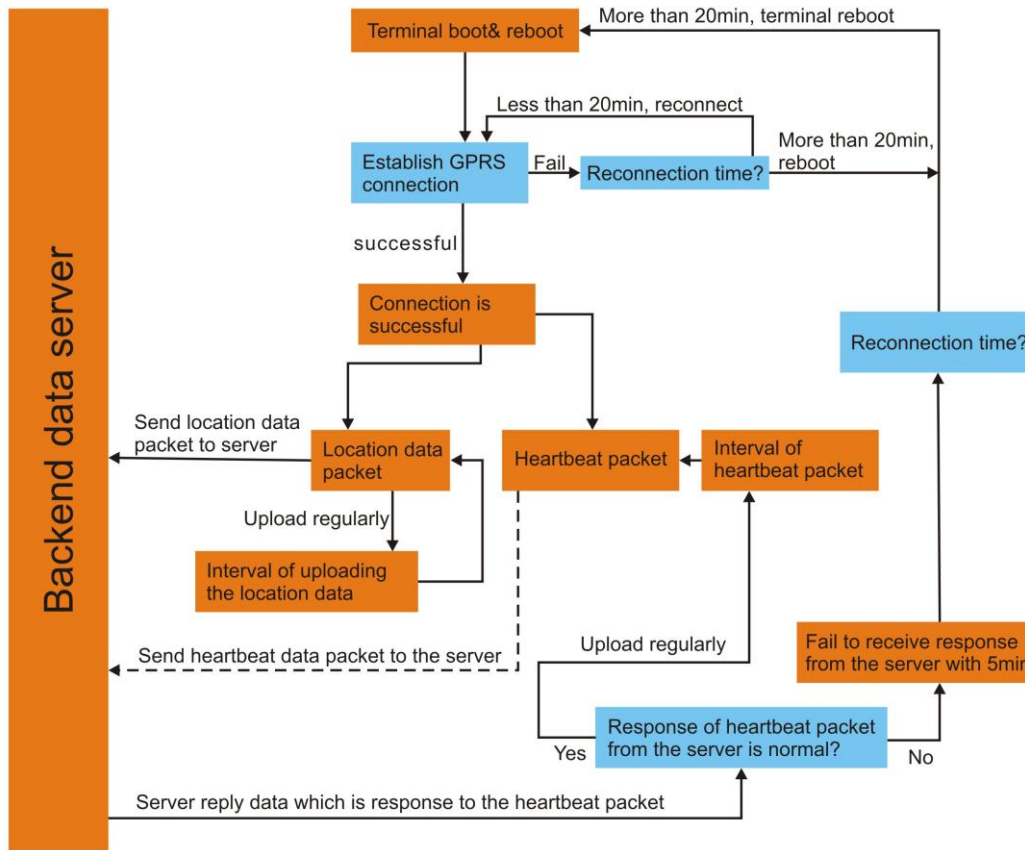 Backend data server
More than 20min, terminal reboot
Terminal boot& reboot
Less than 20min, reconnect
More than 20min,
reboot
Establish GPRS
connection
Fail
Reconnection time?
successful
Connection is
successful
Reconnection time?
Send location data
packet to server
Location data
packet
Heartbeat packet
Interval of
heartbeat packet
Upload regularly
Interval of uploading
the location data
Send heartbeat data packet to the server
Upload regularly
Fail to receive response
from the server with 5min
Response of heartbeat packet
from the server is normal?
Yes
No
Server reply data which is response to the heartbeat packet